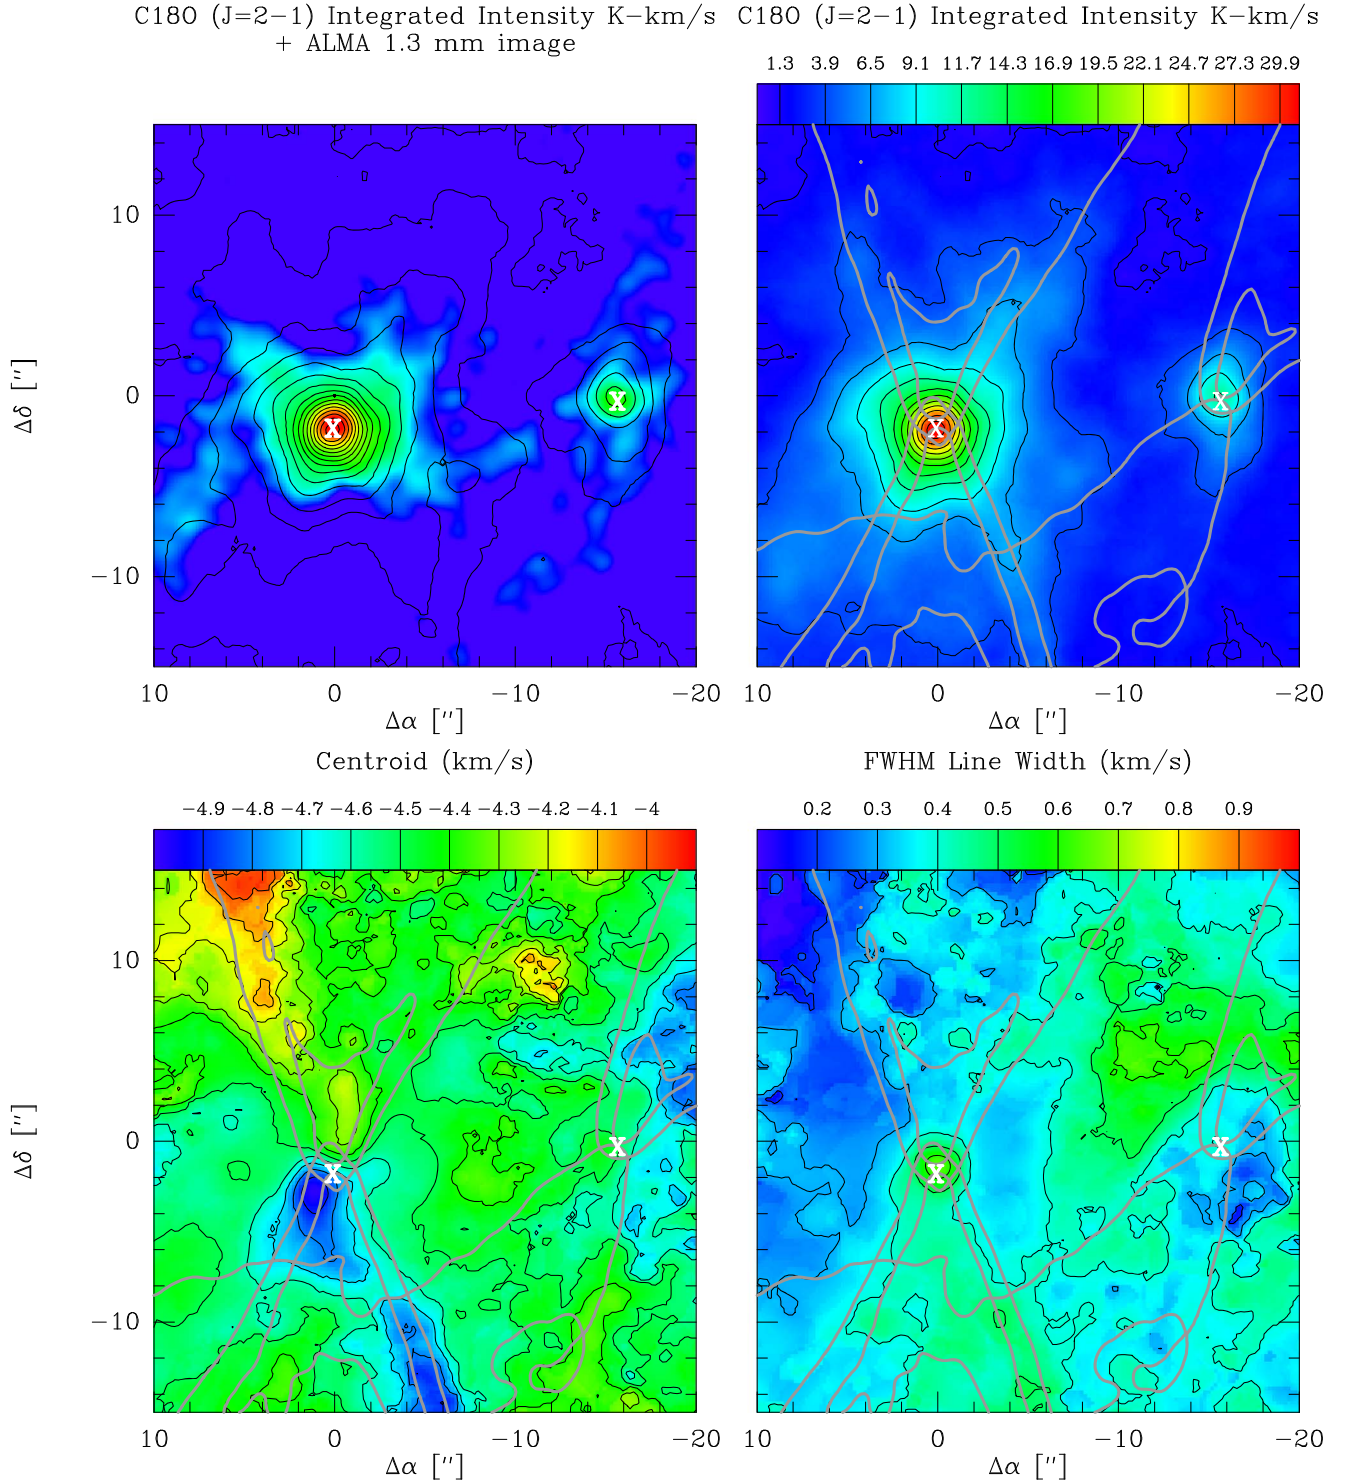 C18O (J=2−1) Integrated Intensity K−km/s
+ ALMA 1.3 mm image
C18O (J=2−1) Integrated Intensity K−km/s
1.3 3.9 6.5 9.1 11.7 14.3 16.9 19.5 22.1 24.7 27.3 29.9
10
0
−10
Δδ ["]
X
X
X
X
10 0 −10 −20
Δα ["]
10 0 −10 −20
Δα ["]
Centroid (km/s)
−4.9 −4.8 −4.7 −4.6 −4.5 −4.4 −4.3 −4.2 −4.1 −4
FWHM Line Width (km/s)
0.2 0.3 0.4 0.5 0.6 0.7 0.8 0.9
10
0
−10
Δδ ["]
X
X
X
X
10 0 −10 −20
Δα ["]
10 0 −10 −20
Δα ["]